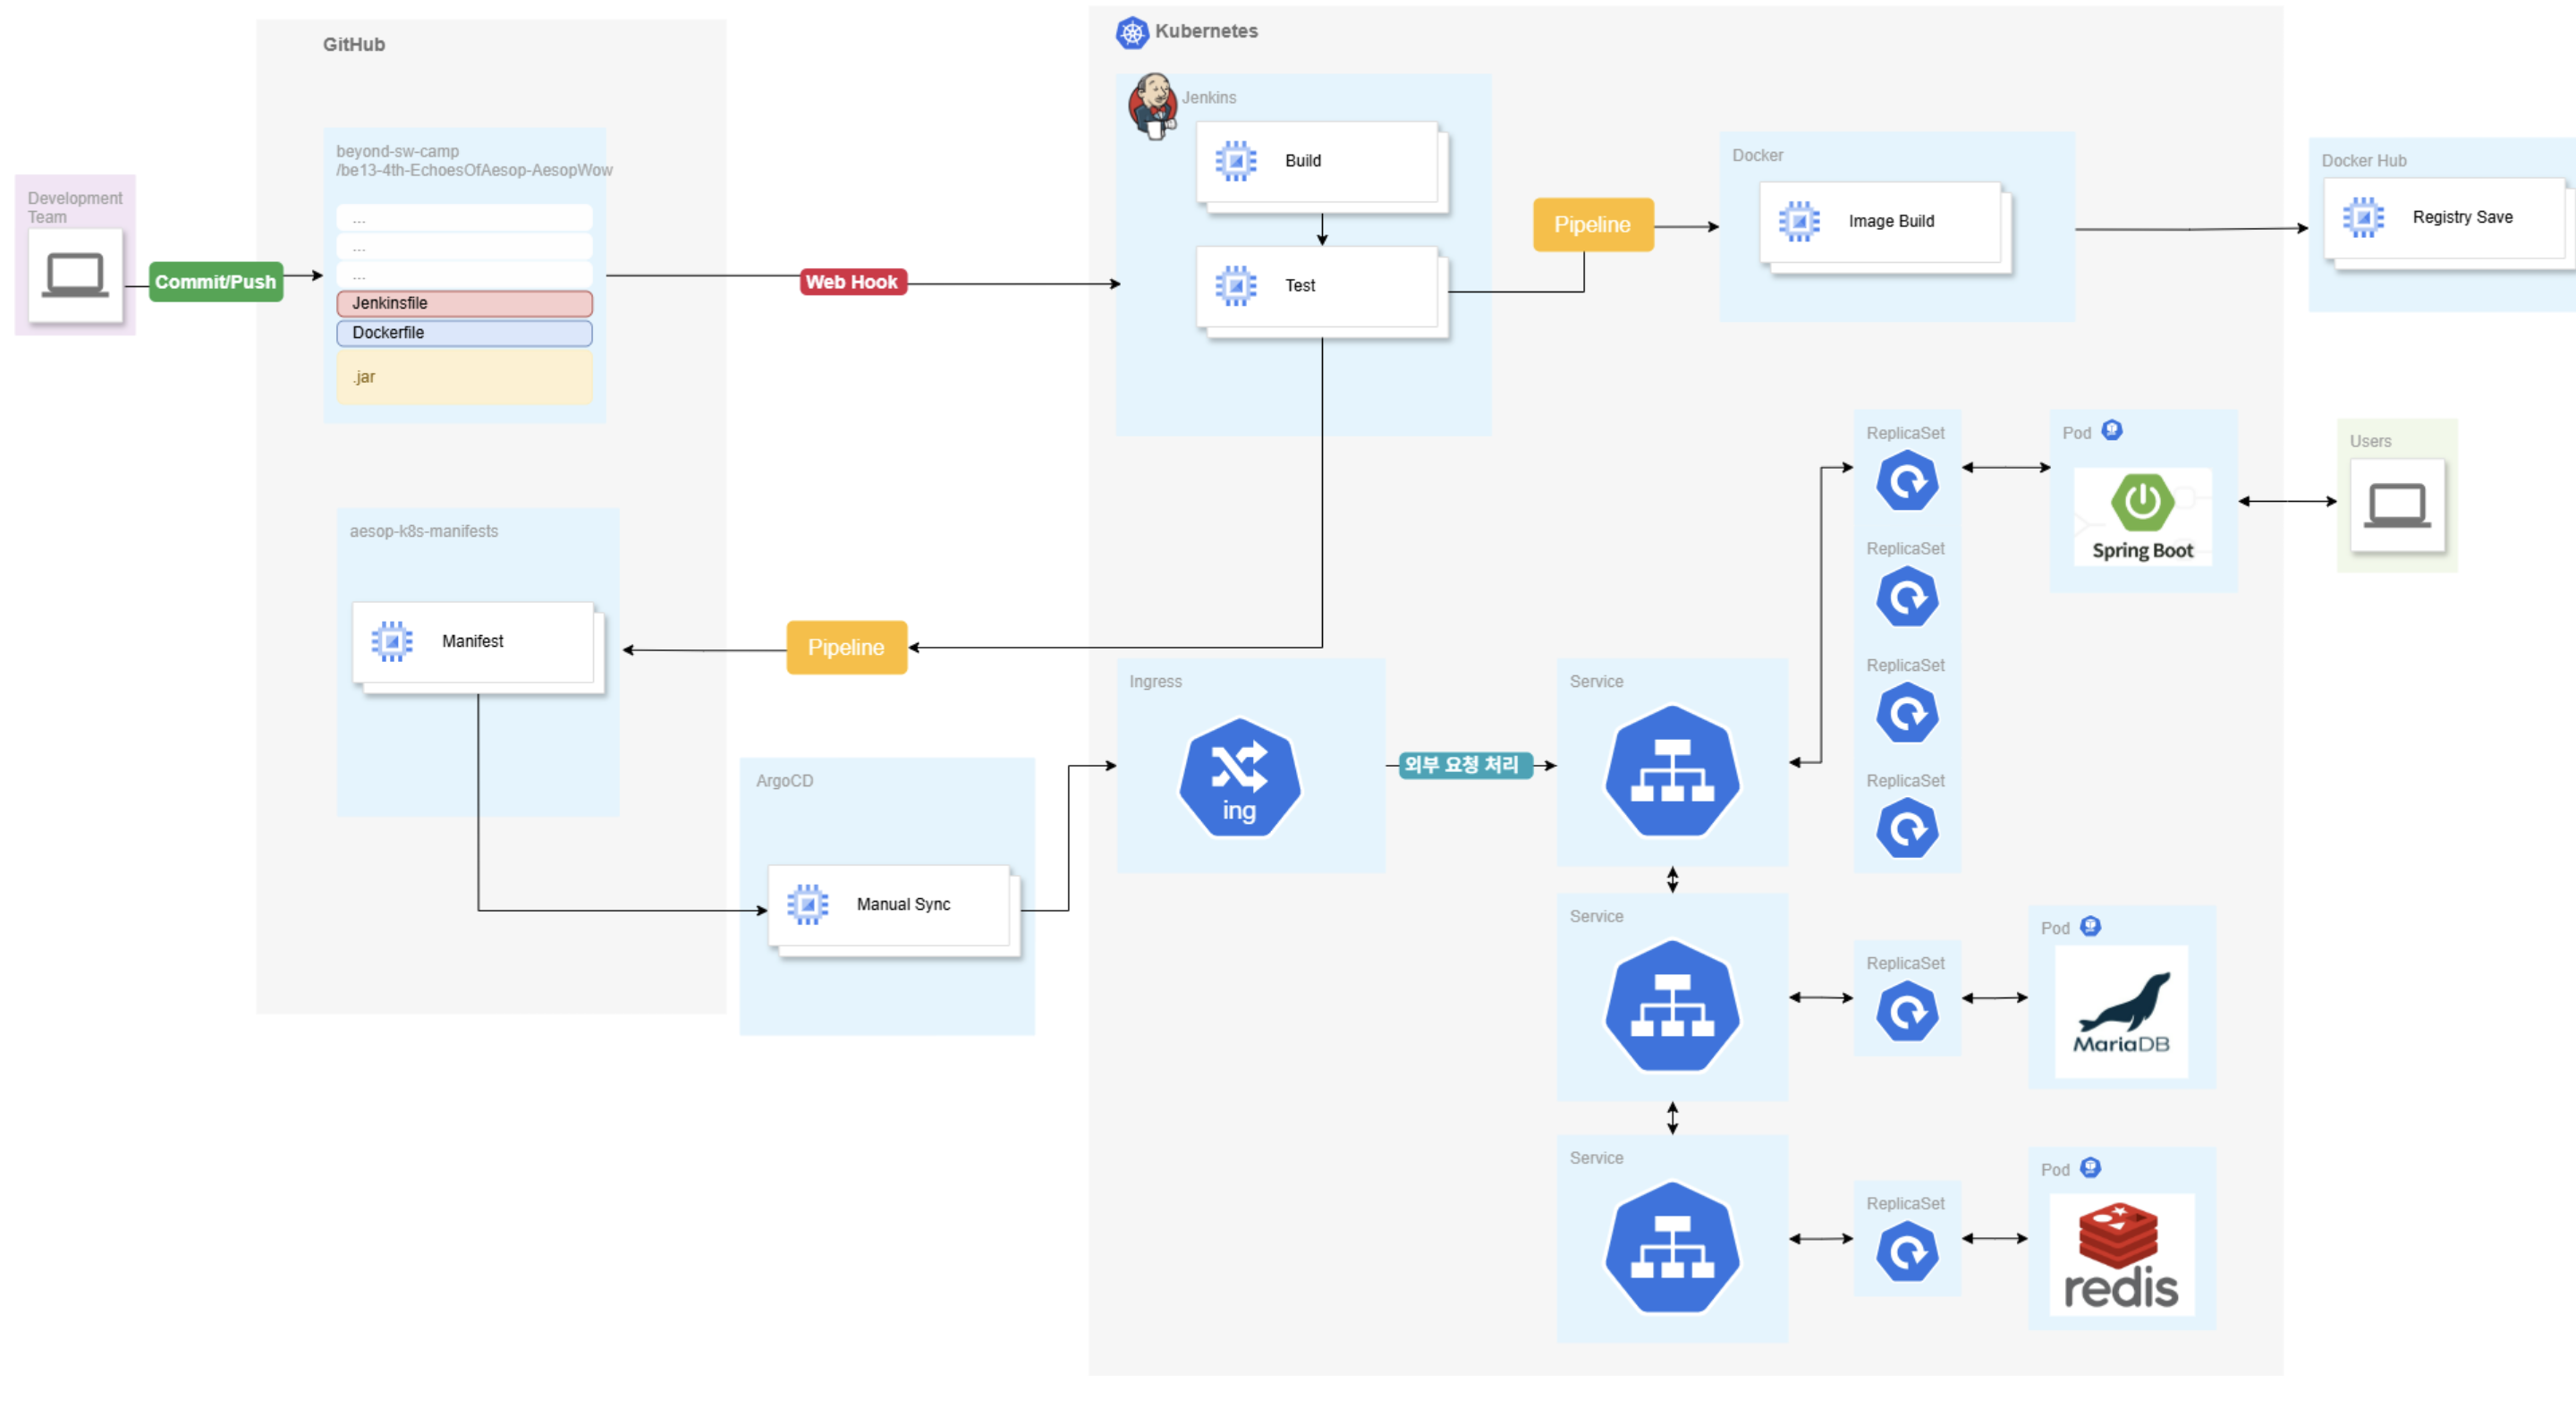 GitHub
Kubernetes
Development
Team
Commit/Push
beyond-sw-camp
/be13-4th-EchoesOfAesop-AesopWow
...
...
...
Jenkinsfile
Dockerfile
.jar
Web Hook
Jenkins
Build
Test
Pipeline
Docker
Image Build
Docker Hub
Registry Save
aesop-k8s-manifests
Manifest
Pipeline
ArgoCD
Manual Sync
Ingress
ing
외부 요청 처리
Service
ReplicaSet
ReplicaSet
ReplicaSet
ReplicaSet
Pod
Spring Boot
Users
Service
ReplicaSet
Pod
MariaDB
Service
ReplicaSet
Pod
redis